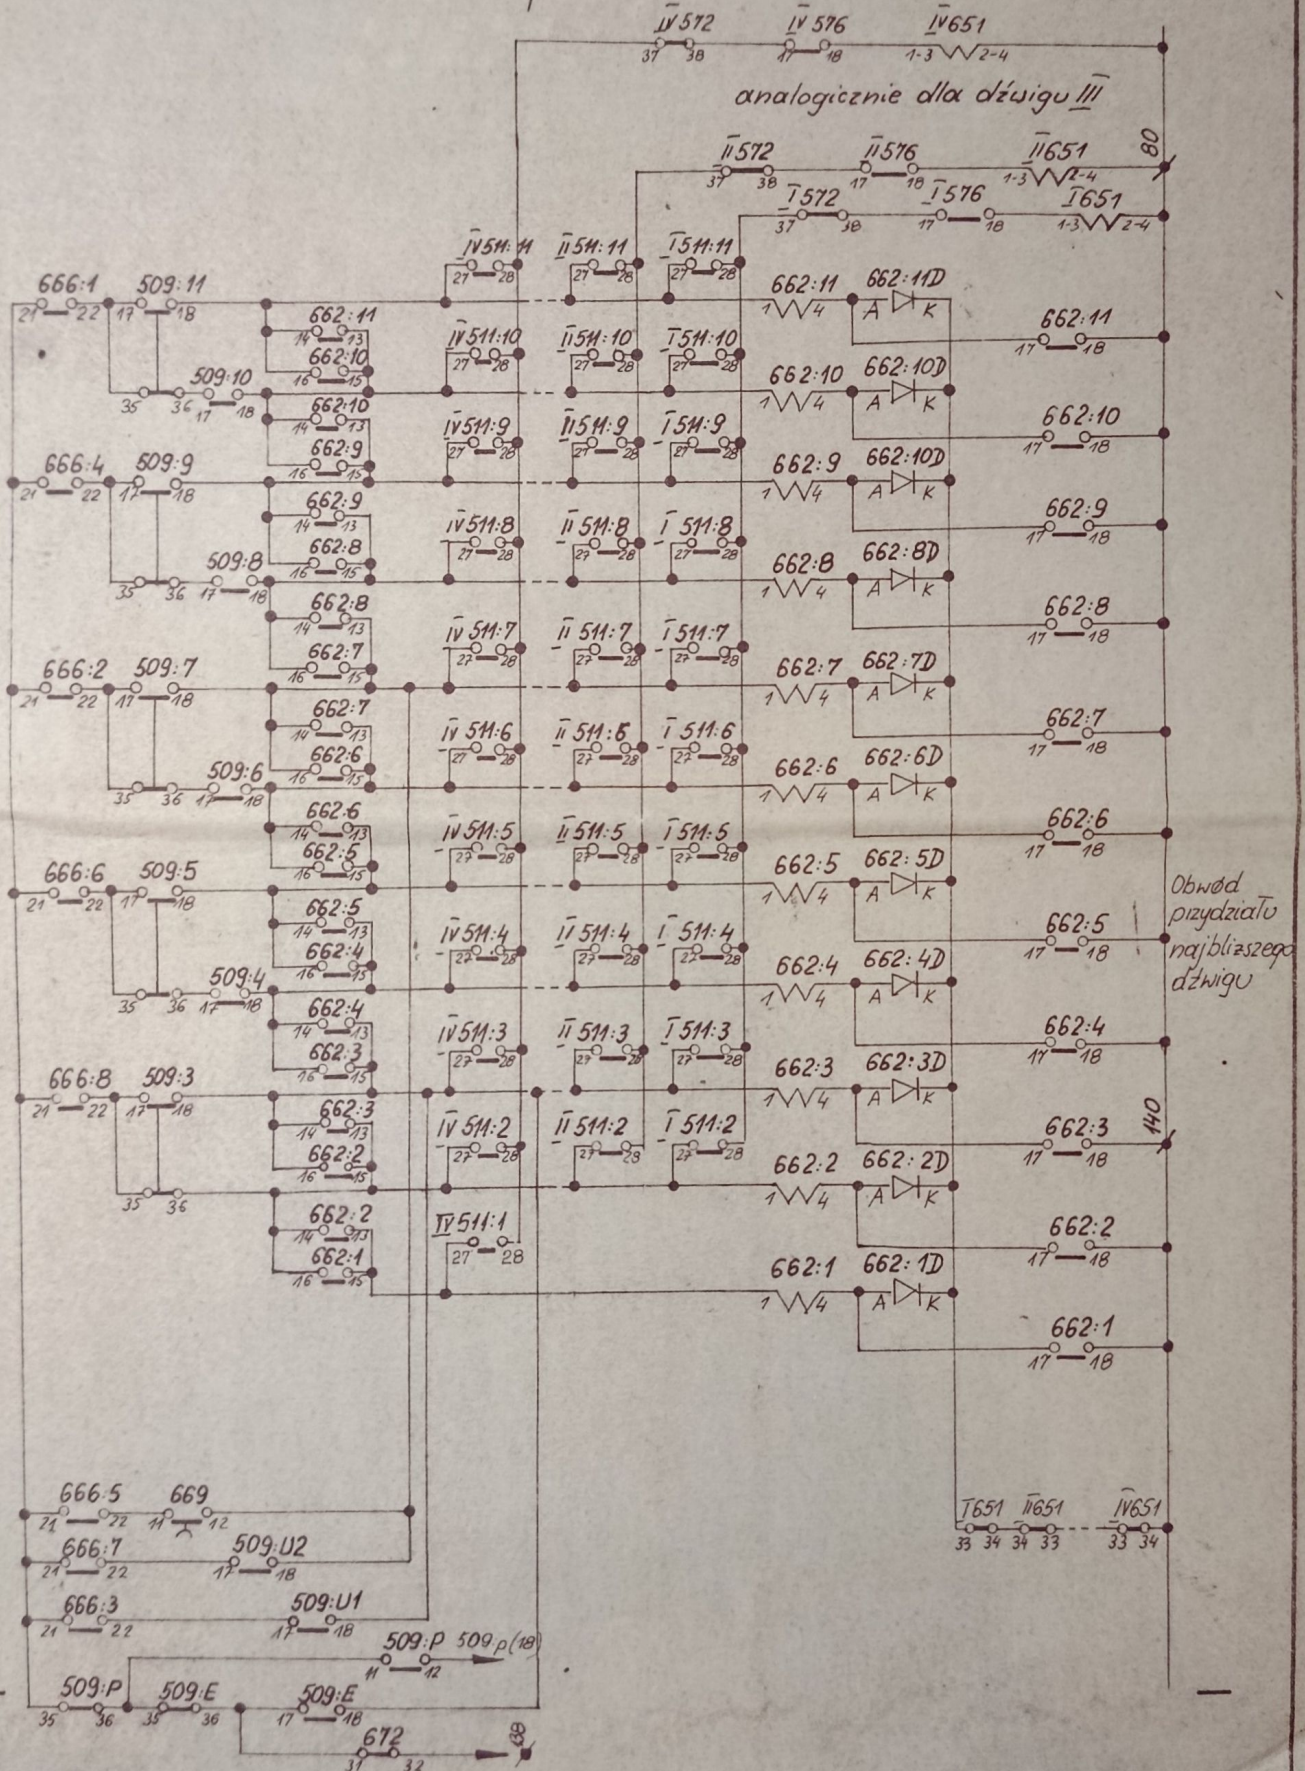 IV572 IV576 IV651
37 38 17 18 1-3 2-4
analogicznie dla dźwigu III
80
II572 II576 II651
37 38 17 18 1-3 2-4
I572 I576 I651
37 38 17 18 1-3 2-4
IV511:11 II511:11 I511:11
27 28 27 28 27 28
666:1 509:11 662:11 662:11D
21 22 17 18 1 4 A K
662:11 662:11
14 13 17 18
IV511:10 II511:10 I511:10
27 28 27 28 27 28
662:10
16 15
509:10 662:10 662:10D
35 36 17 18 1 4 A K
662:10 662:10
14 13 17 18
IV511:9 II511:9 I511:9
27 28 27 28 27 28
662:9
16 15
666:4 509:9 662:9 662:10D
21 22 17 18 1 4 A K
662:9 662:9
14 13 17 18
IV511:8 II511:8 I511:8
27 28 27 28 27 28
662:8
16 15
509:8 662:8 662:8D
35 36 17 18 1 4 A K
662:8 662:8
14 13 17 18
IV511:7 II511:7 I511:7
27 28 27 28 27 28
662:7
16 15
666:2 509:7 662:7 662:7D
21 22 17 18 1 4 A K
662:7 662:7
14 13 17 18
IV511:6 II511:6 I511:6
27 28 27 28 27 28
662:6
16 15
509:6 662:6 662:6D
35 36 17 18 1 4 A K
662:6 662:6
14 13 17 18
IV511:5 II511:5 I511:5
27 28 27 28 27 28
662:5
16 15
666:6 509:5 662:5 662:5D
21 22 17 18 1 4 A K
Obwód
przydziału
najbliższego
dźwigu
662:5 662:5
14 13 17 18
IV511:4 II511:4 I511:4
27 28 27 28 27 28
662:4
16 15
509:4 662:4 662:4D
35 36 17 18 1 4 A K
662:4 662:4
14 13 17 18
IV511:3 II511:3 I511:3
27 28 27 28 27 28
662:3
16 15
666:8 509:3 662:3 662:3D
21 22 17 18 1 4 A K
140
662:3 662:3
14 13 17 18
IV511:2 II511:2 I511:2
27 28 27 28 27 28
662:2
16 15
662:2 662:2D
35 36 1 4 A K
662:2 662:2
14 13 17 18
IV511:1
27 28
662:1
16 15
662:1 662:1D
1 4 A K
662:1
17 18
666:5 669
21 22 11 12
I651 II651 IV651
33 34 34 33 33 34
666:7 509:U2
21 22 17 18
666:3 509:U1
21 22 17 18
509:P 509:p(18)
11 12
509:P 509:E 509:E
35 36 35 36 17 18
672
31 32